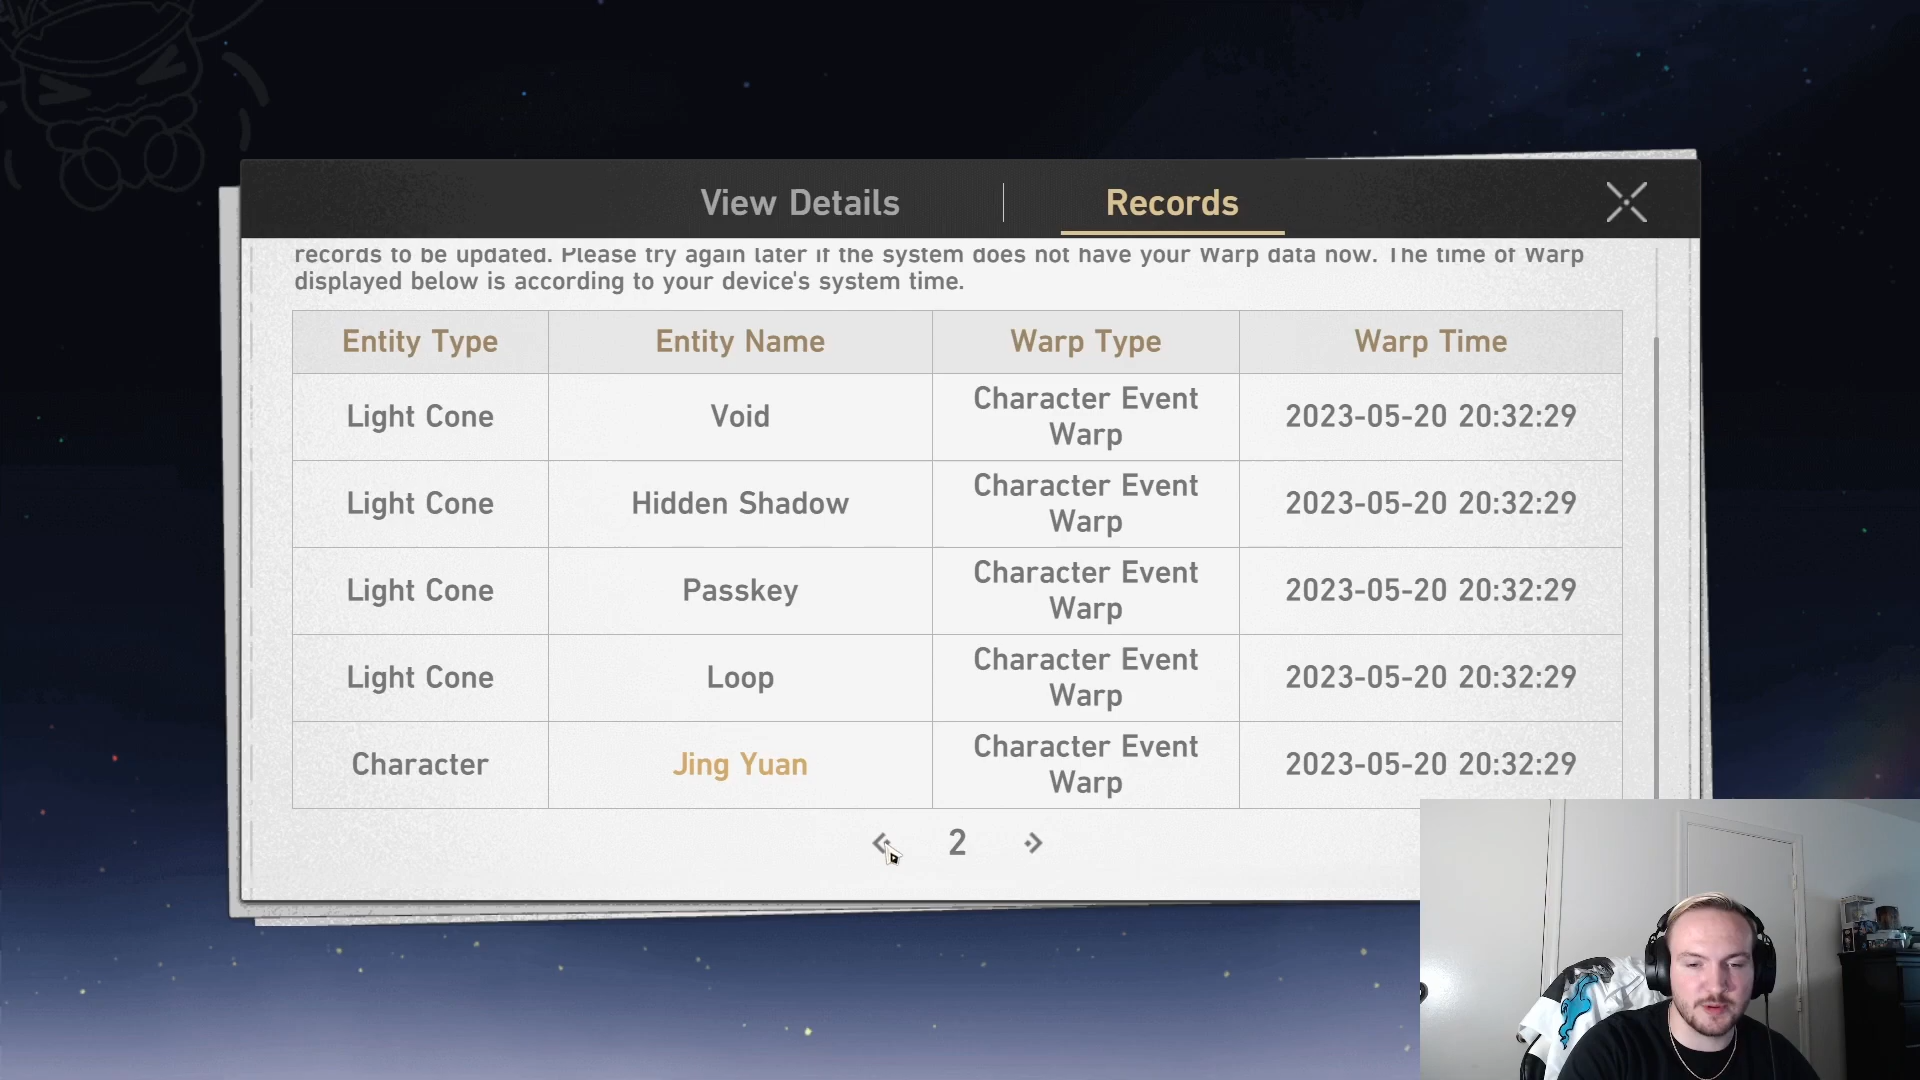 View Details
Records
records to be updated. Please try again later if the system does not have your Warp data now. The time of Warp
displayed below is according to your device's system time.
Entity Type Entity Name Warp Type Warp Time
Light Cone Void Character Event Warp 2023-05-20 20:32:29
Light Cone Hidden Shadow Character Event Warp 2023-05-20 20:32:29
Light Cone Passkey Character Event Warp 2023-05-20 20:32:29
Light Cone Loop Character Event Warp 2023-05-20 20:32:29
Character Jing Yuan Character Event Warp 2023-05-20 20:32:29
2